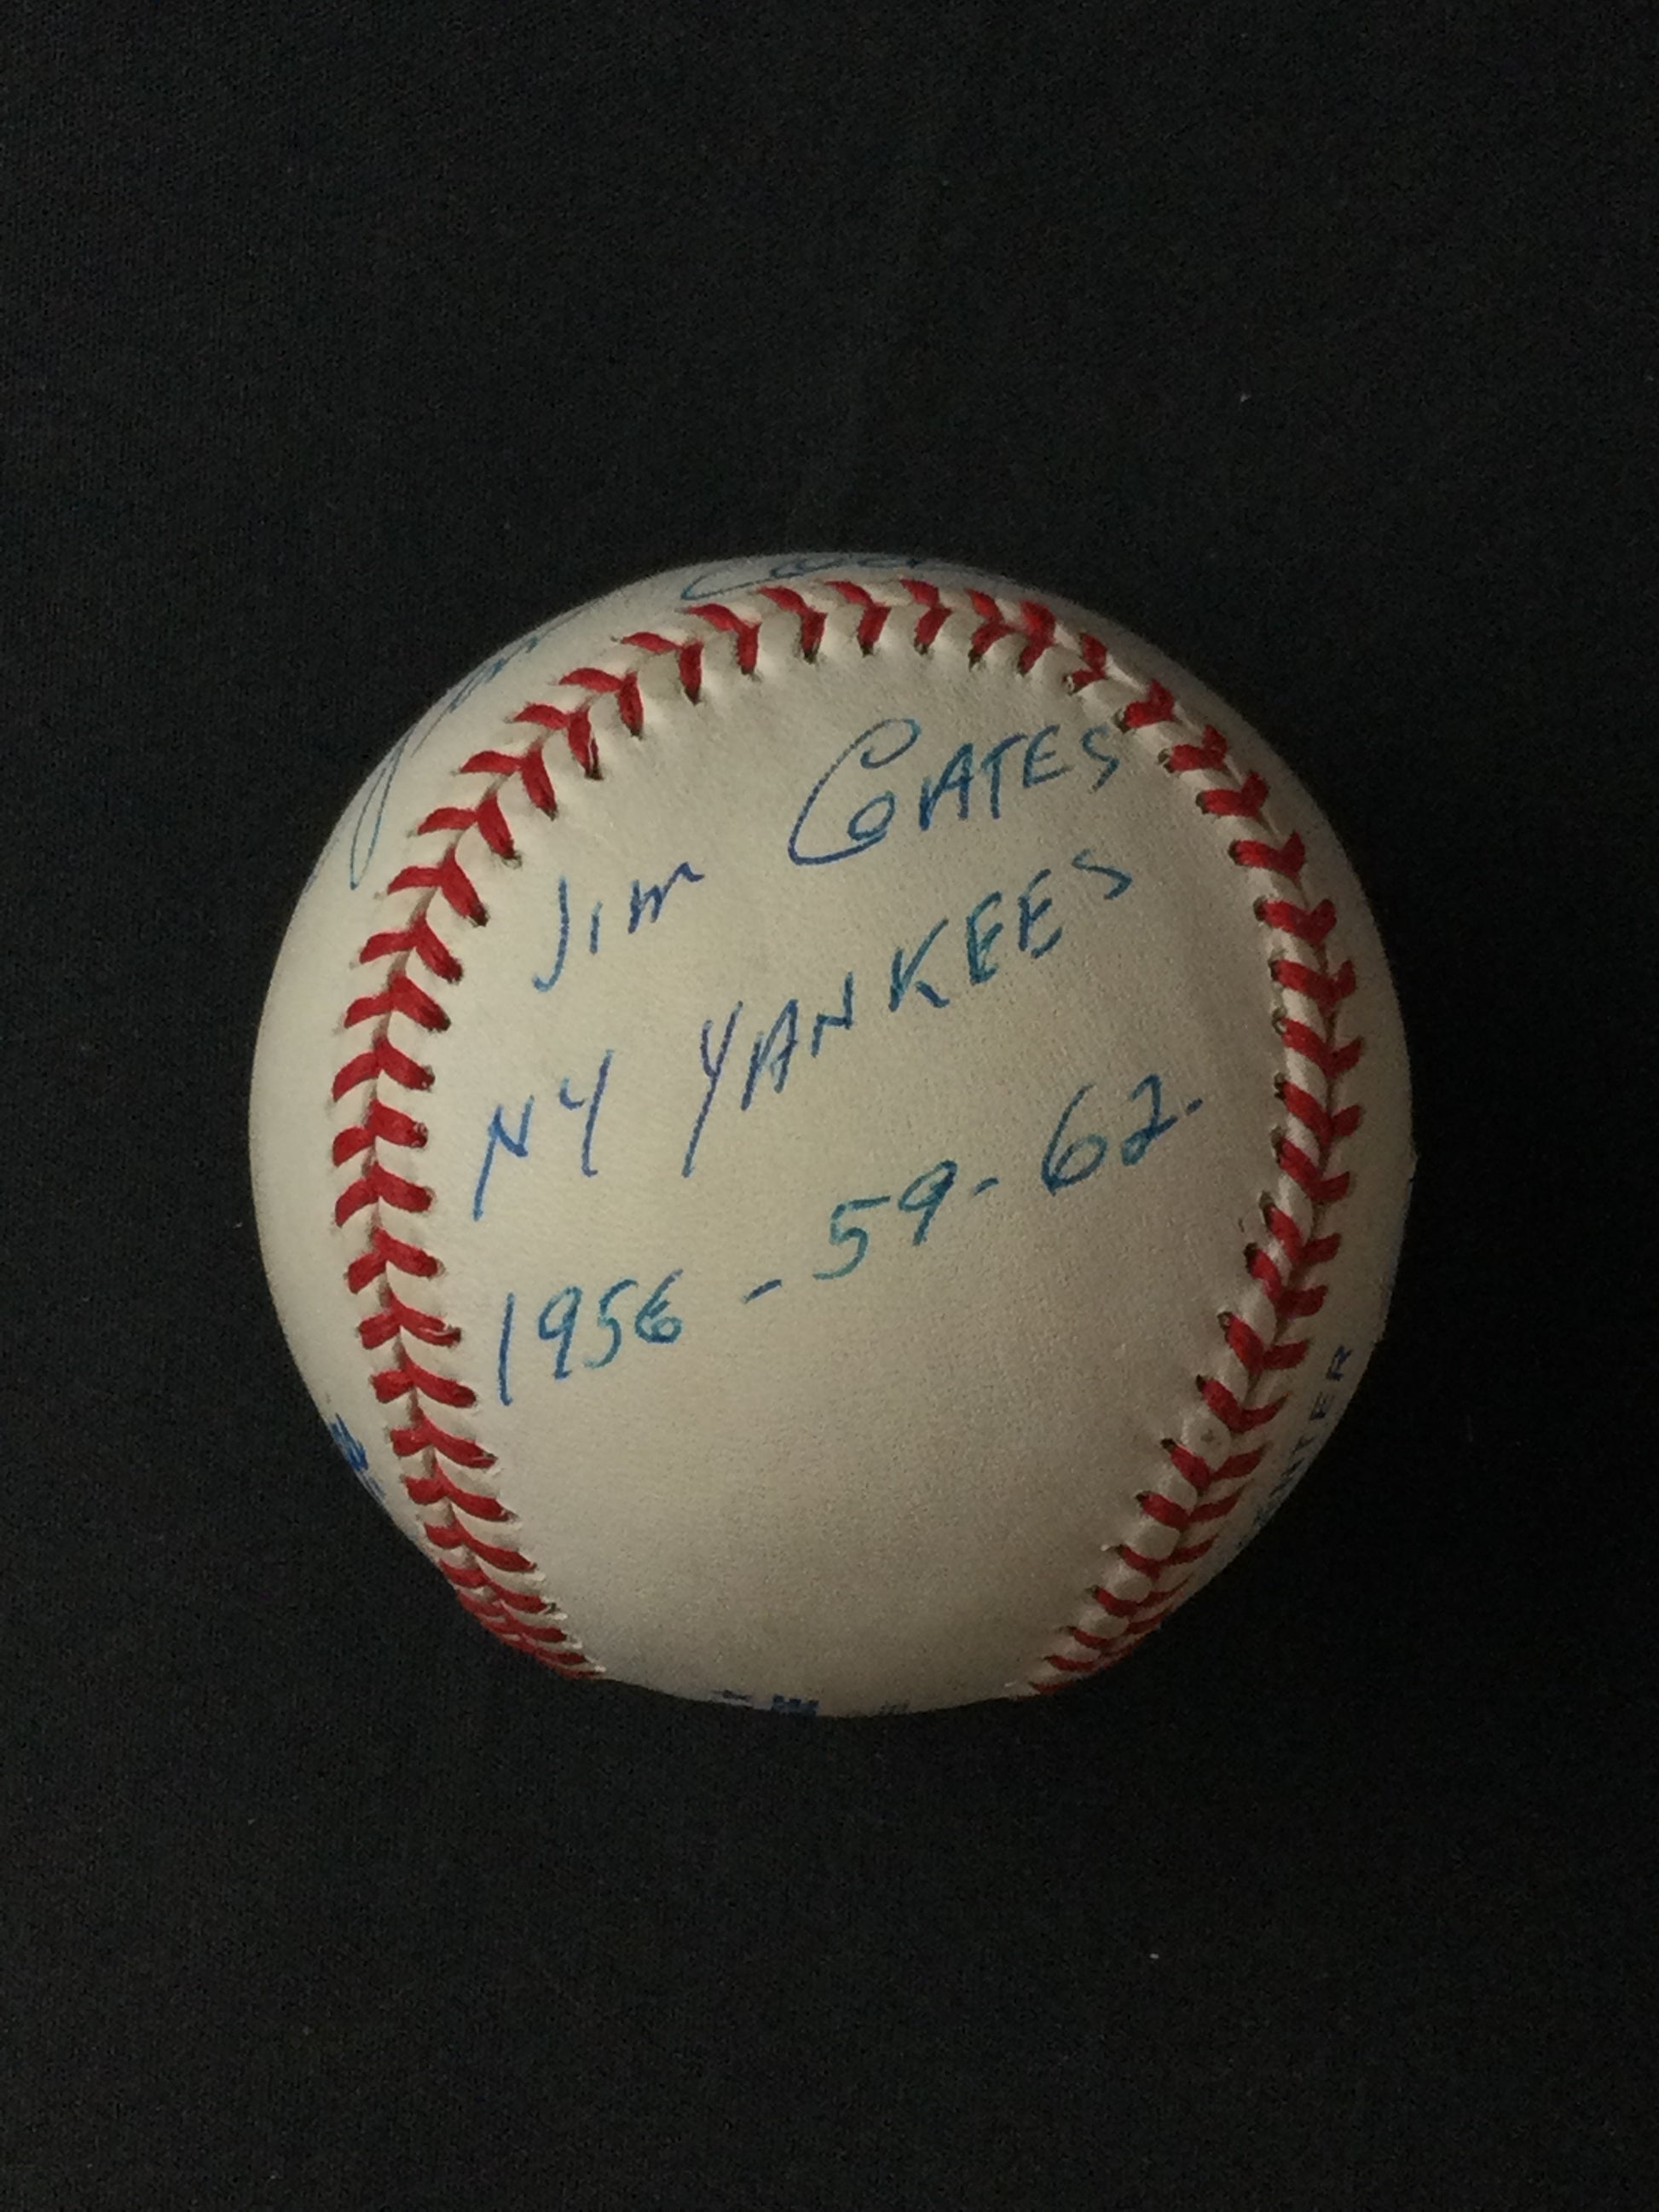 Jim COATES
NY YANKEES
1956 - 59 - 62.